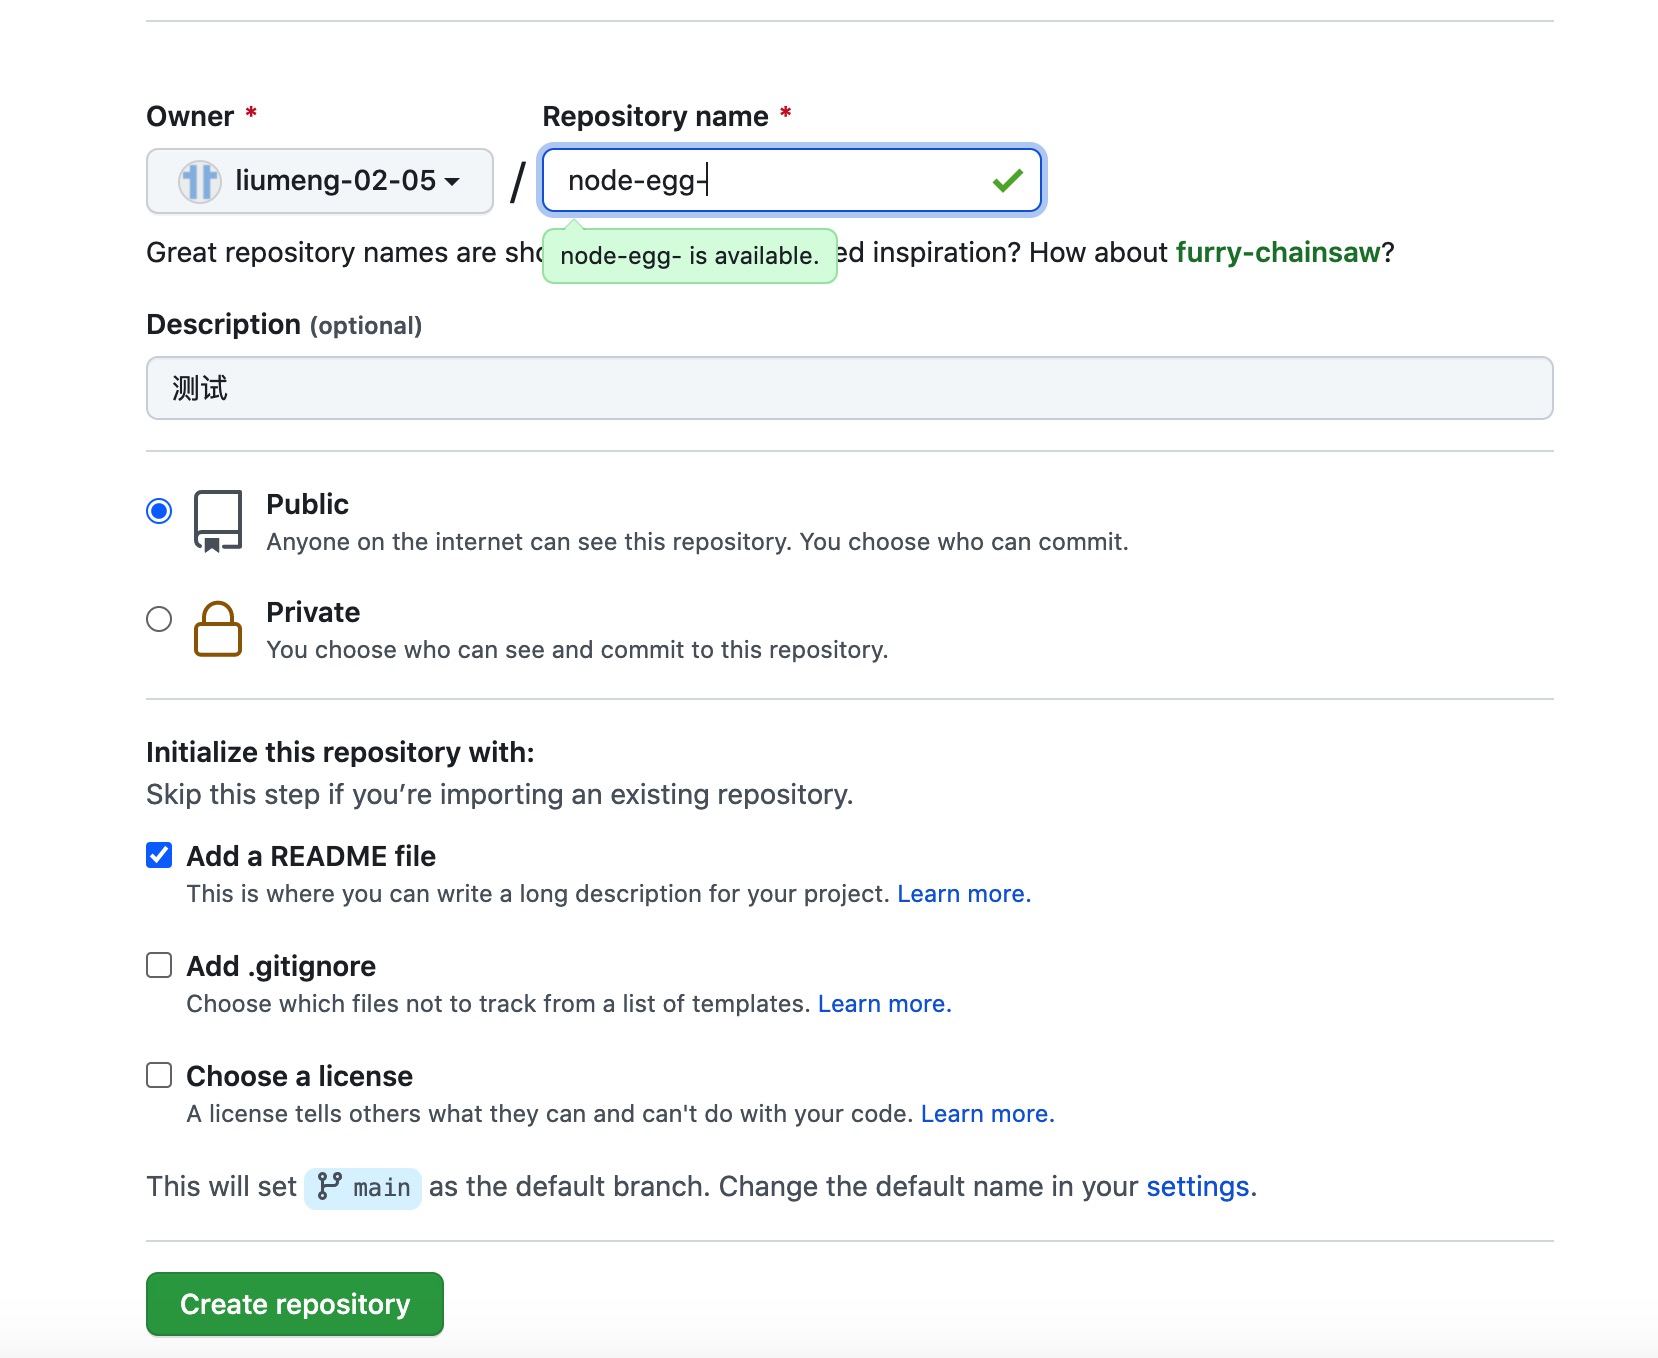 Owner *
Repository name *
liumeng-02-05
/
node-egg-
Great repository names are sho
ed inspiration? How about furry-chainsaw?
node-egg- is available.
Description (optional)
测试
Public
Anyone on the internet can see this repository. You choose who can commit.
Private
You choose who can see and commit to this repository.
Initialize this repository with:
Skip this step if you’re importing an existing repository.
Add a README file
This is where you can write a long description for your project. Learn more.
Add .gitignore
Choose which files not to track from a list of templates. Learn more.
Choose a license
A license tells others what they can and can't do with your code. Learn more.
This will set main as the default branch. Change the default name in your settings.
Create repository